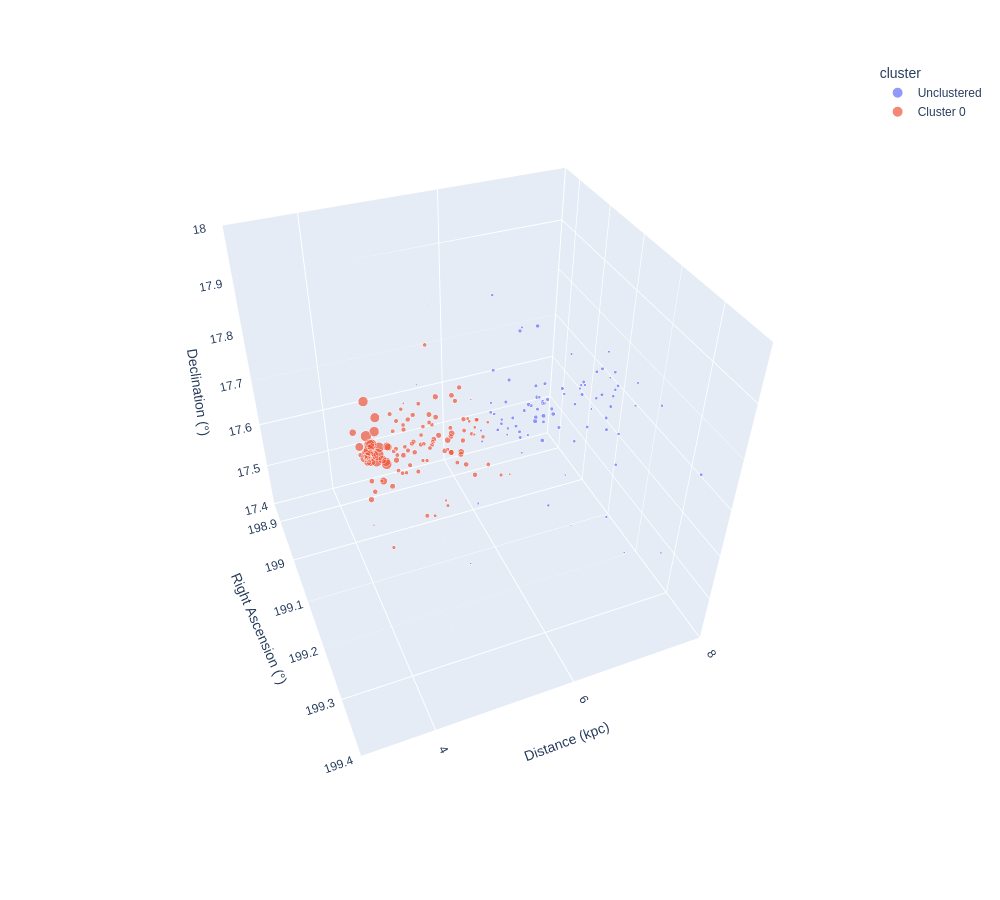 cluster
Unclustered
Cluster 0
18
17.9
17.8
17.7
17.6
17.5
17.4
Declination (°)
198.9
199
199.1
199.2
199.3
199.4
Right Ascension (°)
4
6
8
Distance (kpc)